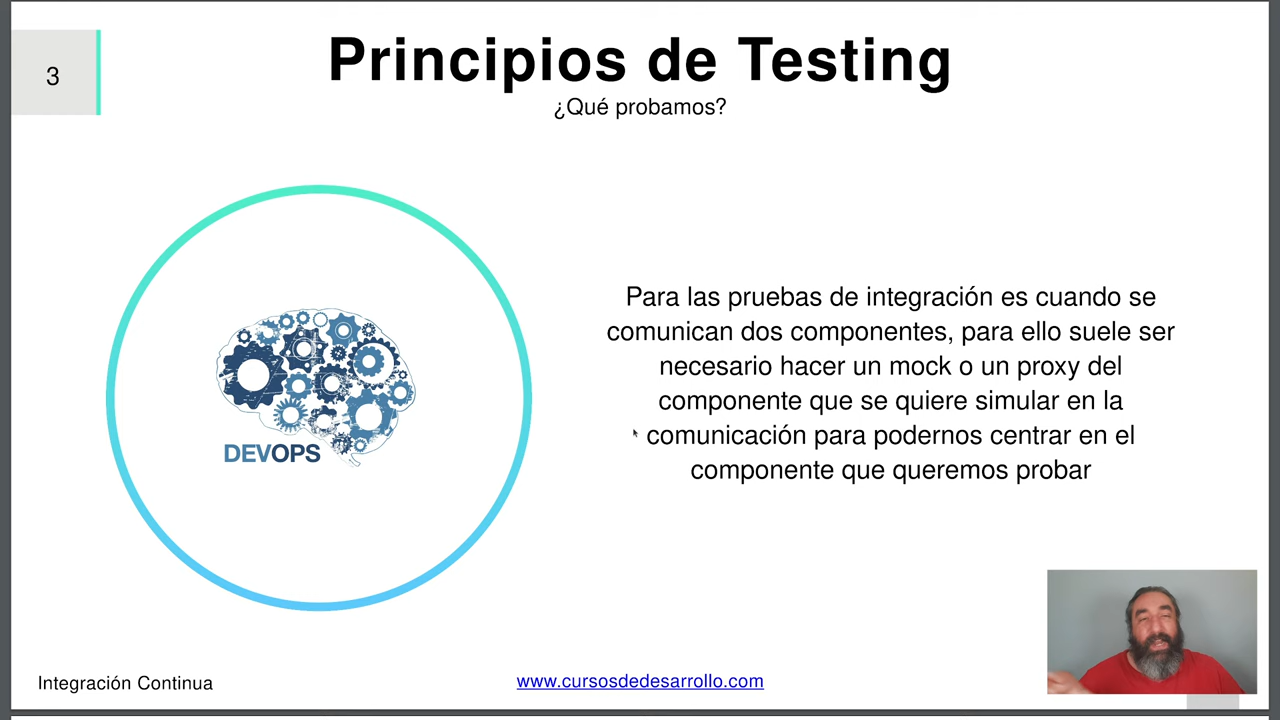 3
Principios de Testing
¿Qué probamos?
Para las pruebas de integración es cuando se
comunican dos componentes, para ello suele ser
necesario hacer un mock o un proxy del
componente que se quiere simular en la
comunicación para podernos centrar en el
componente que queremos probar
DEVOPS
Integración Continua
www.cursosdedesarrollo.com